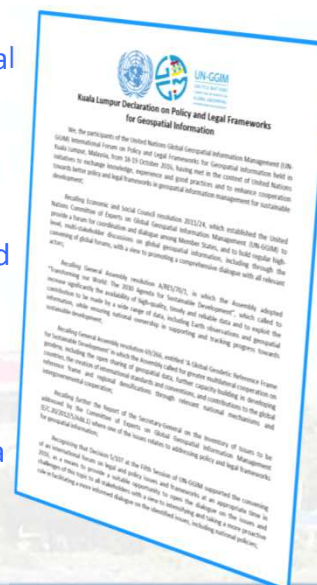 al
d
a
UN-GGIM
Kuala Lumpur Declaration on Policy and Legal Frameworks
for Geospatial Information
We, the participants of the United Nations Global Geospatial Information Management (UN-
GGIM) International Forum on Policy and Legal Frameworks for Geospatial Information held in
Kuala Lumpur, Malaysia, from 18-19 October 2016, having met in the context of United Nations
initiatives to exchange knowledge, experience and good practices and to enhance cooperation
towards better policy and legal frameworks in geospatial information management for sustainable
development;
Recalling Economic and Social Council resolution 2011/24, which established the United
Nations Committee of Experts on Global Geospatial Information Management (UN-GGIM) to
provide a forum for coordination and dialogue among Member States, and to hold regular high-
level, multi-stakeholder discussions on global geospatial information, including through the
convening of global forums, with a view to promoting a comprehensive dialogue with all relevant
actors;
Recalling General Assembly resolution A/RES/70/1, in which the Assembly adopted
"Transforming our World: The 2030 Agenda for Sustainable Development", which called to
increase significantly the availability of high-quality, timely and reliable data and to exploit the
contribution to be made by a wide range of data, including Earth observations and geospatial
information, while ensuring national ownership in supporting and tracking progress towards
sustainable development;
Recalling General Assembly resolution 69/266, entitled 'A Global Geodetic Reference Frame
for Sustainable Development' in which the Assembly called for greater multilateral cooperation on
geodesy, including the open sharing of geospatial data, further capacity-building in developing
countries, the creation of international standards and conventions, and contributions to the global
reference frame and regional densifications through relevant national mechanisms and
intergovernmental cooperation;
Recalling further the Report of the Secretary General on the inventory of issues to be
addressed by the Committee of Experts on Global Geospatial Information Management
where one of the issues relates to addressing policy and legal frameworks
for geospatial information;
Recognising that Decision 5/107 at the Fifth Session of UN-GGIM supported the convening
of an international forum on legal and policy issues and frameworks at an appropriate time in
2016, as a means to provide a suitable opportunity to open the dialogue on the issues and
challenges of this topic to all stakeholders with a view to intensifying and taking a more proactive
role in facilitating a more informed dialogue on the identified issues, including national policies;